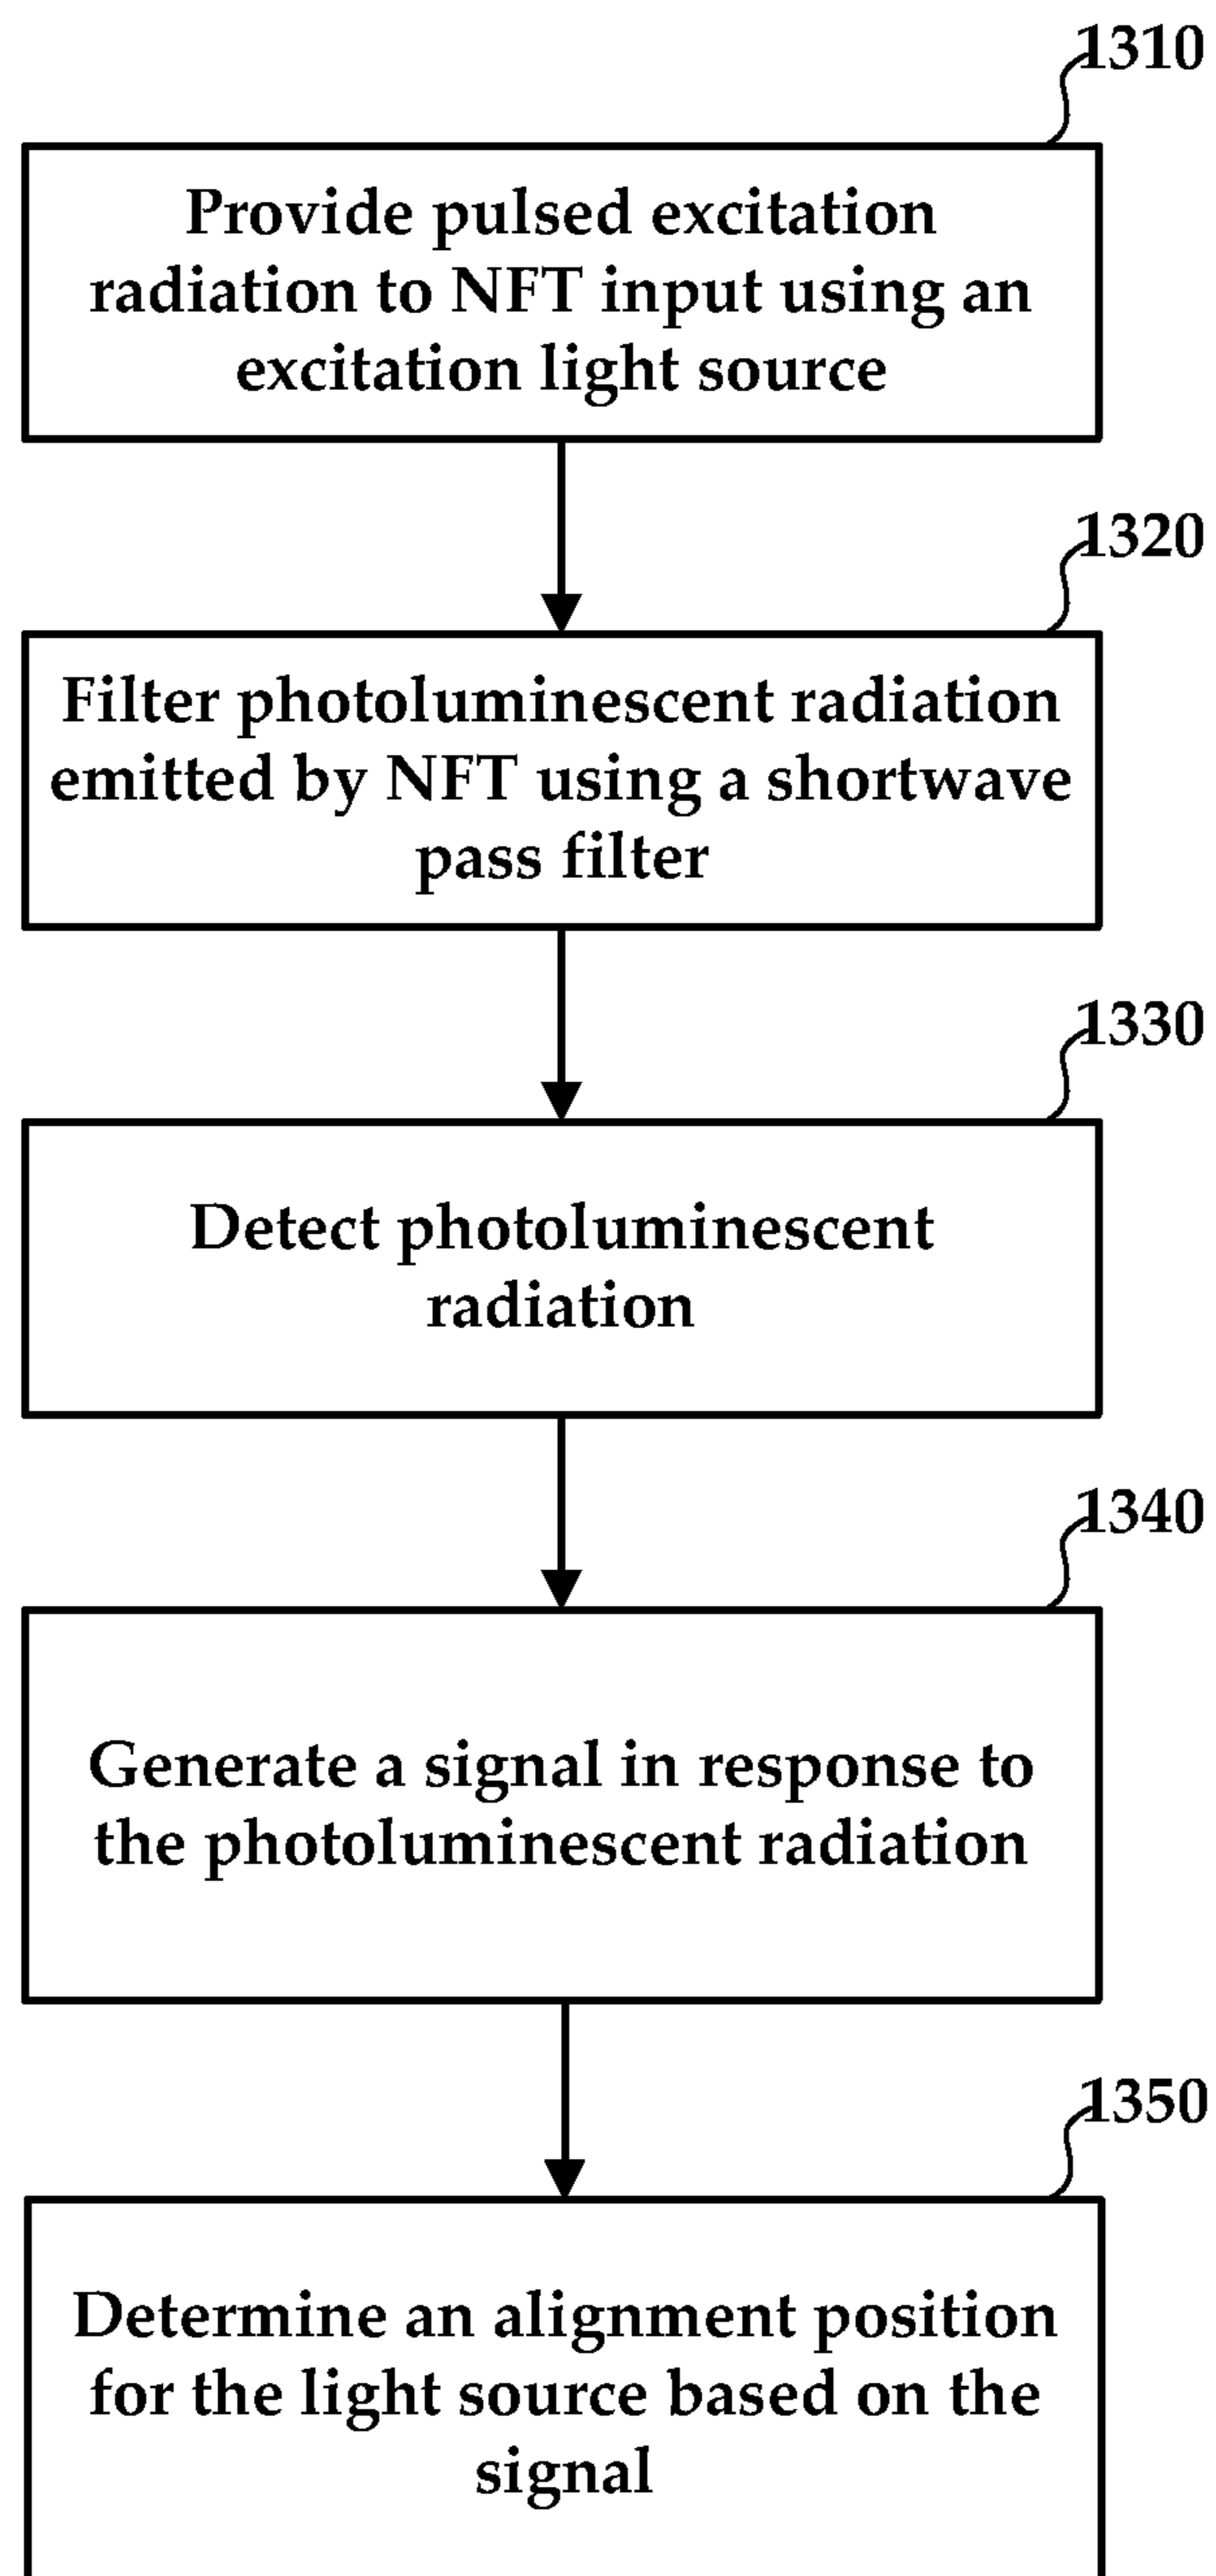 1310
Provide pulsed excitation
radiation to NFT input using an
excitation light source
1320
Filter photoluminescent radiation
emitted by NFT using a shortwave
pass filter
1330
Detect photoluminescent
radiation
1340
Generate a signal in response to
the photoluminescent radiation
1350
Determine an alignment position
for the light source based on the
signal